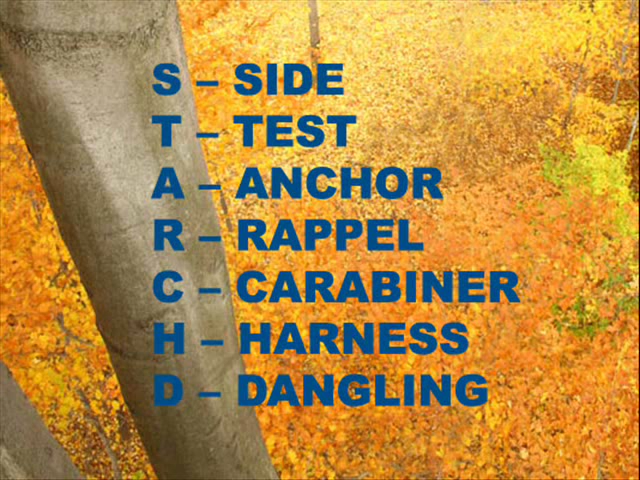 S – SIDE
T – TEST
A – ANCHOR
R – RAPPEL
C – CARABINER
H – HARNESS
D – DANGLING